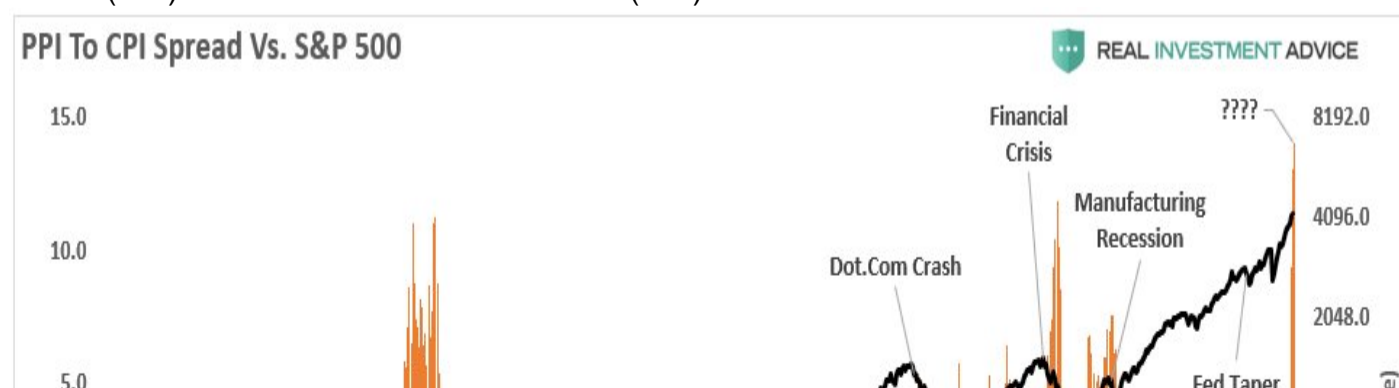 PPI To CPI Spread Vs. S&P 500
REAL INVESTMENT ADVICE
15.0
Financial
Crisis
????
8192.0
Manufacturing
Recession
4096.0
10.0
Dot.Com Crash
2048.0
5.0
Fed Taper